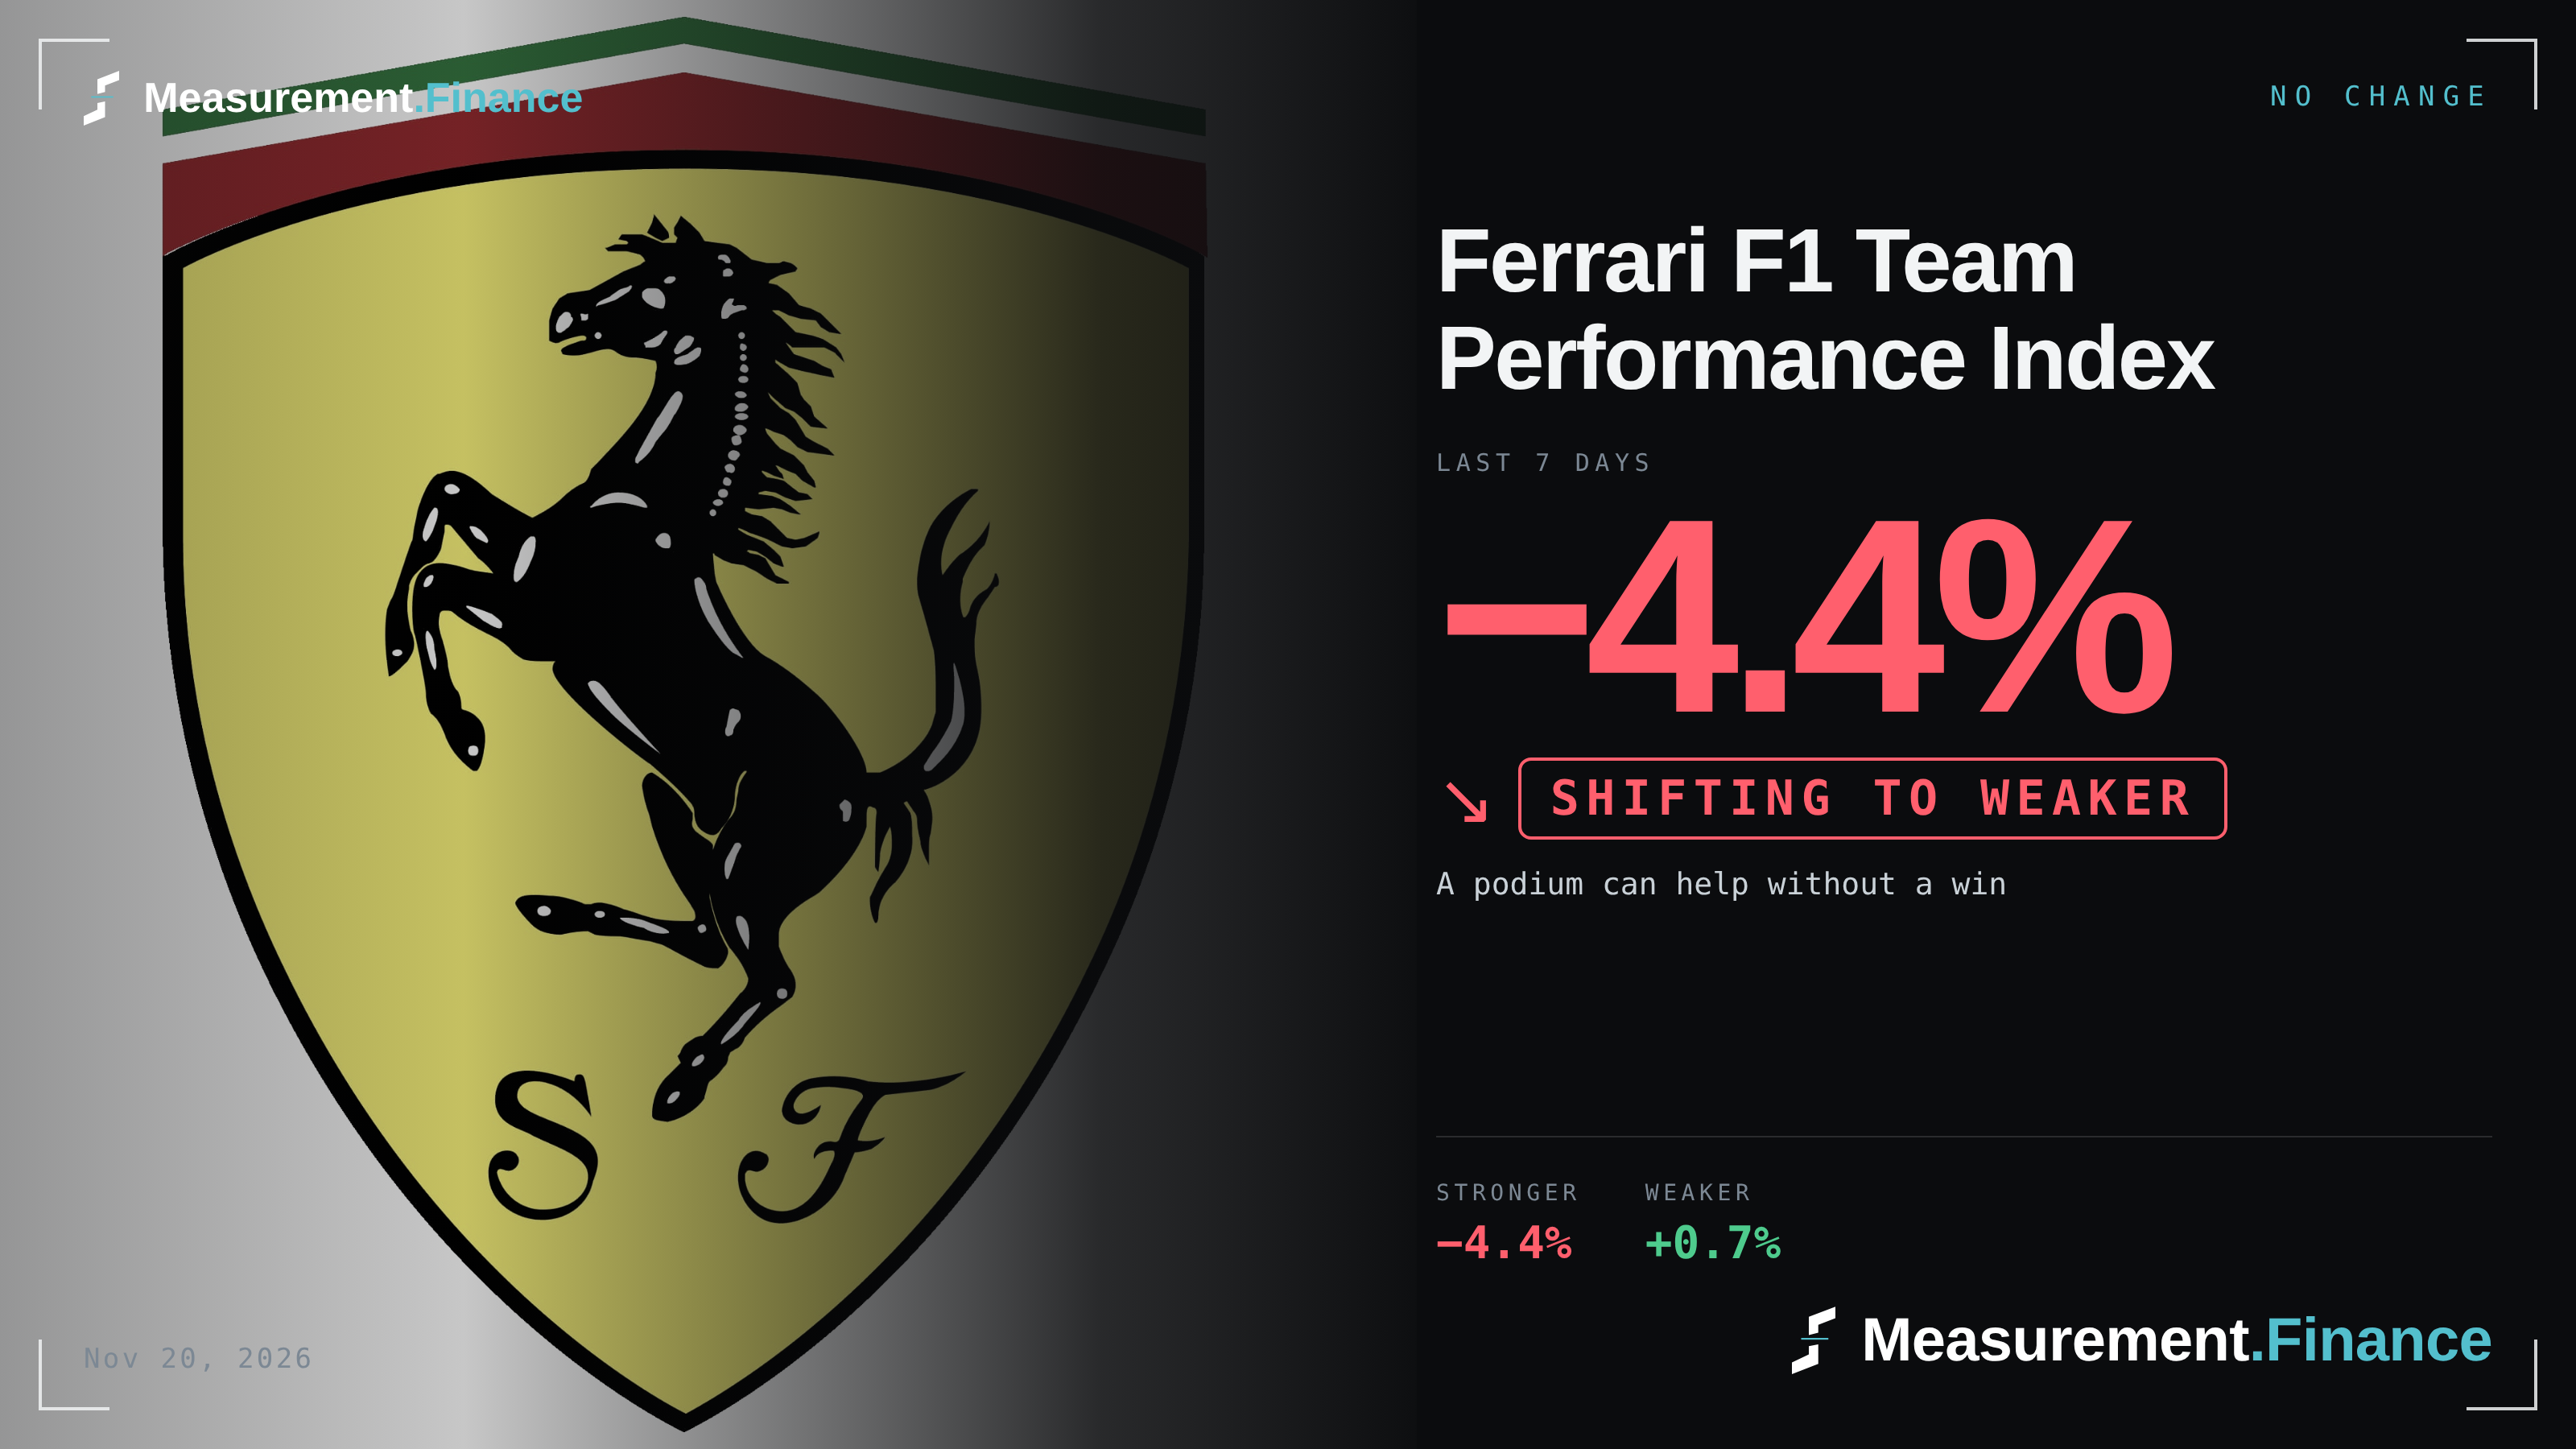 Measurement.Finance
NO CHANGE
Ferrari F1 Team
Performance Index
LAST 7 DAYS
−4.4%
↘ SHIFTING TO WEAKER
A podium can help without a win
S F
STRONGER WEAKER
−4.4% +0.7%
Measurement.Finance
Nov 20, 2026